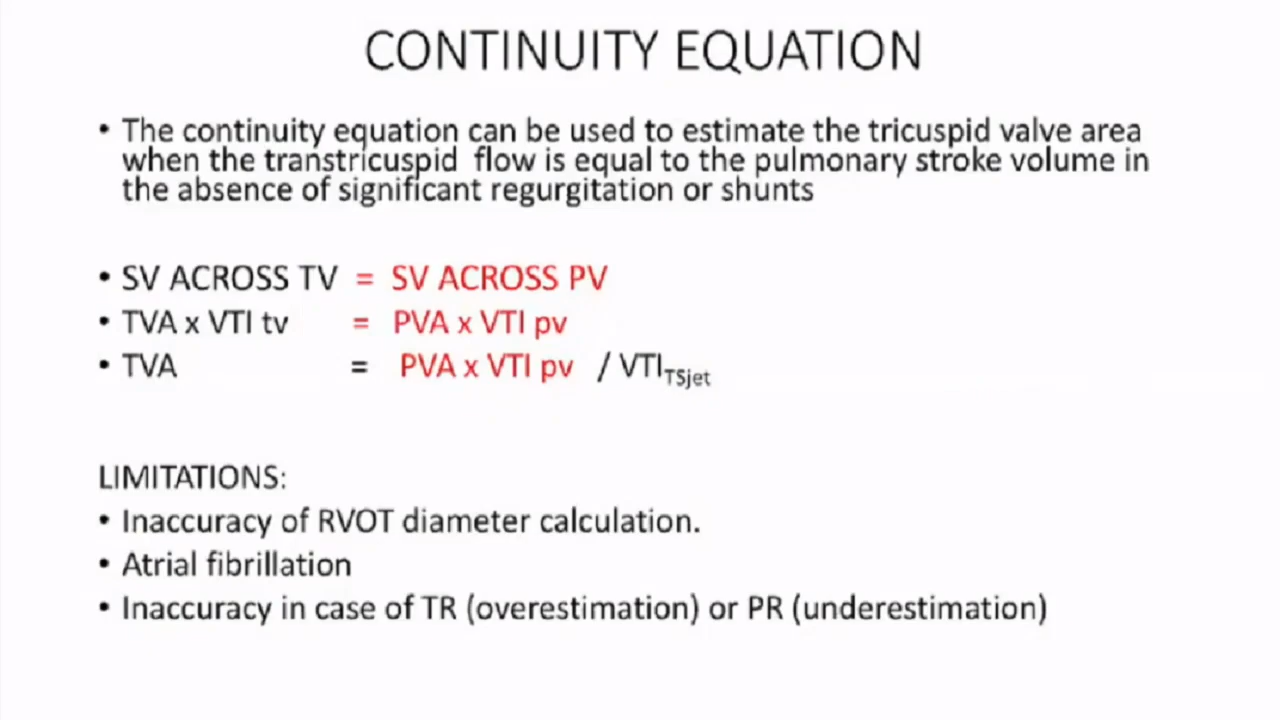 CONTINUITY EQUATION
• The continuity equation can be used to estimate the tricuspid valve area
when the transtricuspid flow is equal to the pulmonary stroke volume in
the absence of significant regurgitation or shunts
• SV ACROSS TV = SV ACROSS PV
• TVA x VTI tv = PVA x VTI pv
• TVA = PVA x VTI pv / VTI TSjet
LIMITATIONS:
• Inaccuracy of RVOT diameter calculation.
• Atrial fibrillation
• Inaccuracy in case of TR (overestimation) or PR (underestimation)